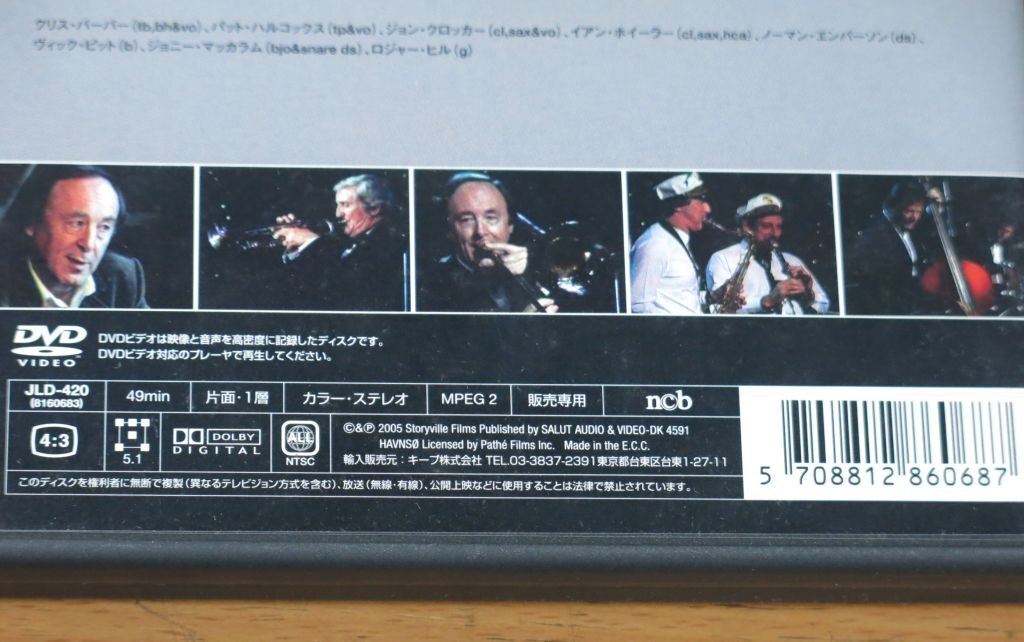 クリス・バーバー(tb,bh&vo)、パット・ハルコックス(tp&vo)、ジョン・クロッカー(cl,sax&vo)、イアン・ホイーラー(cl,sax,hca)、ノーマン・エンバーソン(ds)、
ヴィック・ピット(b)、ジョニー・マッカラム(bjo&snare ds)、ロジャー・ヒル(g)
DVD
VIDEO
DVDビデオは映像と音声を高密度に記録したディスクです。
DVDビデオ対応のプレーヤで再生してください。
JLD-420
(8160683)
49min
片面・1層
カラー・ステレオ
MPEG 2
販売専用
ncb
4:3
5.1
DOLBY
DIGITAL
ALL
NTSC
©&℗ 2005 Storyville Films Published by SALUT AUDIO & VIDEO-DK 4591
HAVNSØ Licensed by Pathé Films Inc. Made in the E.C.C.
輸入販売元：キープ株式会社 TEL.03-3837-2391東京都台東区台東1-27-11
このディスクを権利者に無断で複製(異なるテレビジョン方式を含む)、放送(無線・有線)、公開上映などに使用することは法律で禁止されています。
5 708812 860687